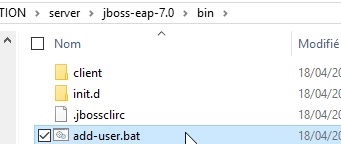 TION > server > jboss-eap-7.0 > bin >
Nom Modifié
client 18/04/20
init.d 18/04/20
.jbossclirc 18/04/20
add-user.bat 18/04/20